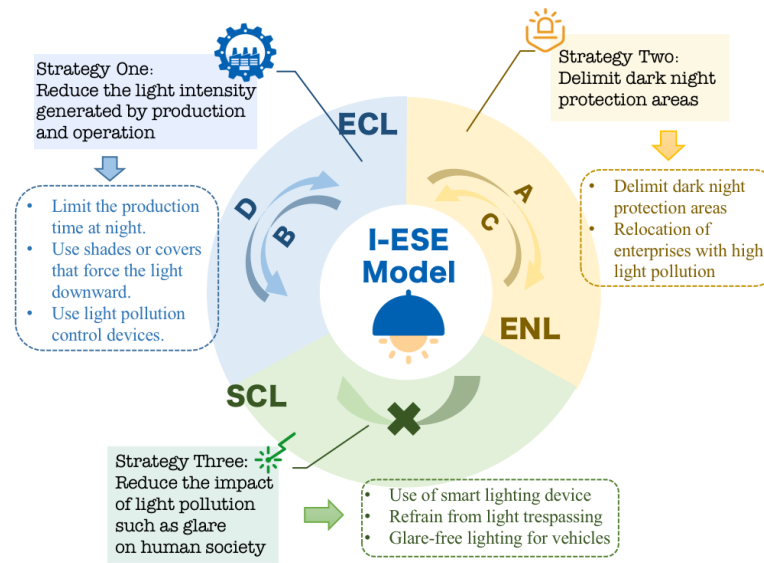 Strategy One:
Reduce the light intensity
generated by production
and operation
Strategy Two:
Delimit dark night
protection areas
• Limit the production
time at night.
• Use shades or covers
that force the light
downward.
• Use light pollution
control devices.
• Delimit dark night
protection areas
• Relocation of
enterprises with high
light pollution
ECL
D
B
A
C
I-ESE
Model
ENL
SCL
Strategy Three:
Reduce the impact
of light pollution
such as glare
on human society
• Use of smart lighting device
• Refrain from light trespassing
• Glare-free lighting for vehicles